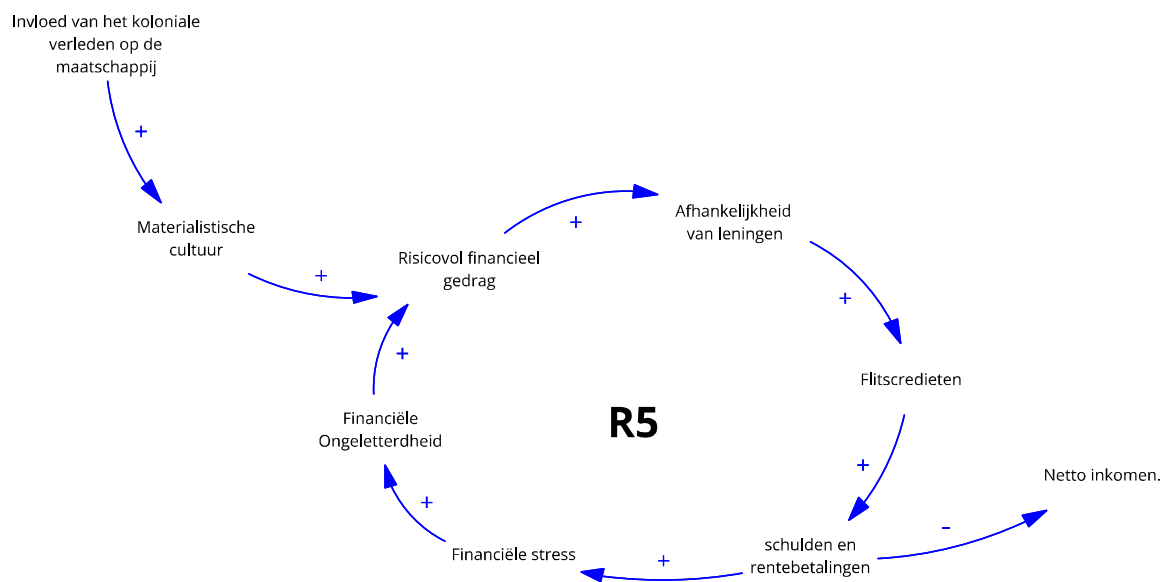 Invloed van het koloniale
verleden op de
maatschappij
+
Materialistische
cultuur
+
Risicovol financieel
gedrag
+
Afhankelijkheid
van leningen
+
Flitscredieten
+
schulden en
rentebetalingen
-
Netto inkomen.
+
Financiële stress
+
Financiële
Ongeletterdheid
+
R5